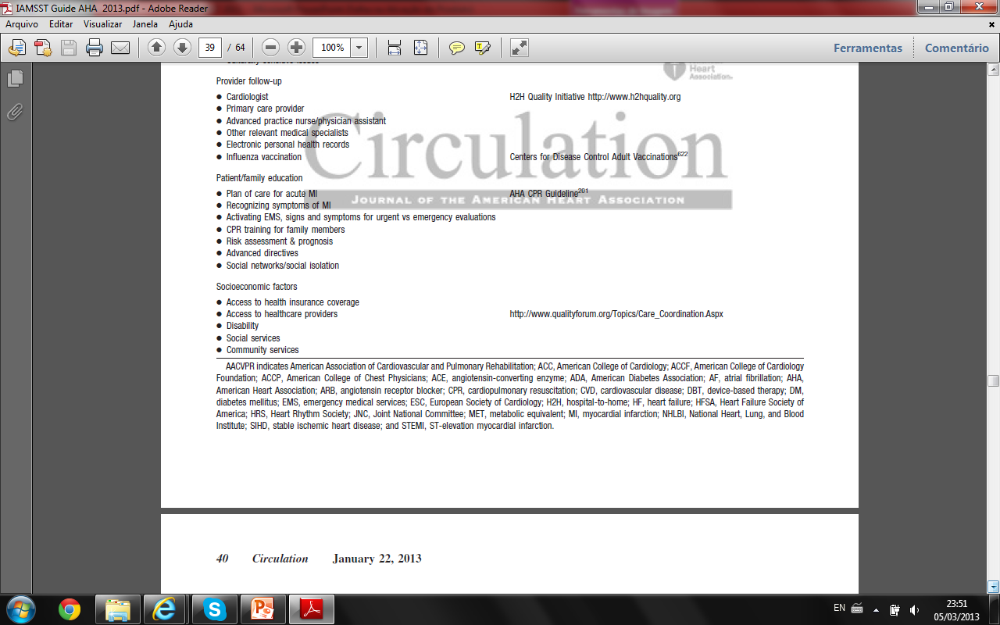 IAMSST Guide AHA  2013.pdf - Adobe Reader
Arquivo Editar Visualizar Janela Ajuda
39 / 64 100% Ferramentas Comentário
Heart
Association.
Provider follow-up
● Cardiologist H2H Quality Initiative http://www.h2hquality.org
● Primary care provider
● Advanced practice nurse/physician assistant
● Other relevant medical specialists
● Electronic personal health records
● Influenza vaccination Centers for Disease Control Adult Vaccinations622
Circulation
Patient/family education
● Plan of care for acute MI AHA CPR Guideline201
JOURNAL OF THE AMERICAN HEART ASSOCIATION
● Recognizing symptoms of MI
● Activating EMS, signs and symptoms for urgent vs emergency evaluations
● CPR training for family members
● Risk assessment & prognosis
● Advanced directives
● Social networks/social isolation
Socioeconomic factors
● Access to health insurance coverage
● Access to healthcare providers http://www.qualityforum.org/Topics/Care_Coordination.Aspx
● Disability
● Social services
● Community services
AACVPR indicates American Association of Cardiovascular and Pulmonary Rehabilitation; ACC, American College of Cardiology; ACCF, American College of Cardiology
Foundation; ACCP, American College of Chest Physicians; ACE, angiotensin-converting enzyme; ADA, American Diabetes Association; AF, atrial fibrillation; AHA,
American Heart Association; ARB, angiotensin receptor blocker; CPR, cardiopulmonary resuscitation; CVD, cardiovascular disease; DBT, device-based therapy; DM,
diabetes mellitus; EMS, emergency medical services; ESC, European Society of Cardiology; H2H, hospital-to-home; HF, heart failure; HFSA, Heart Failure Society of
America; HRS, Heart Rhythm Society; JNC, Joint National Committee; MET, metabolic equivalent; MI, myocardial infarction; NHLBI, National Heart, Lung, and Blood
Institute; SIHD, stable ischemic heart disease; and STEMI, ST-elevation myocardial infarction.
40 Circulation January 22, 2013
EN 23:51
05/03/2013